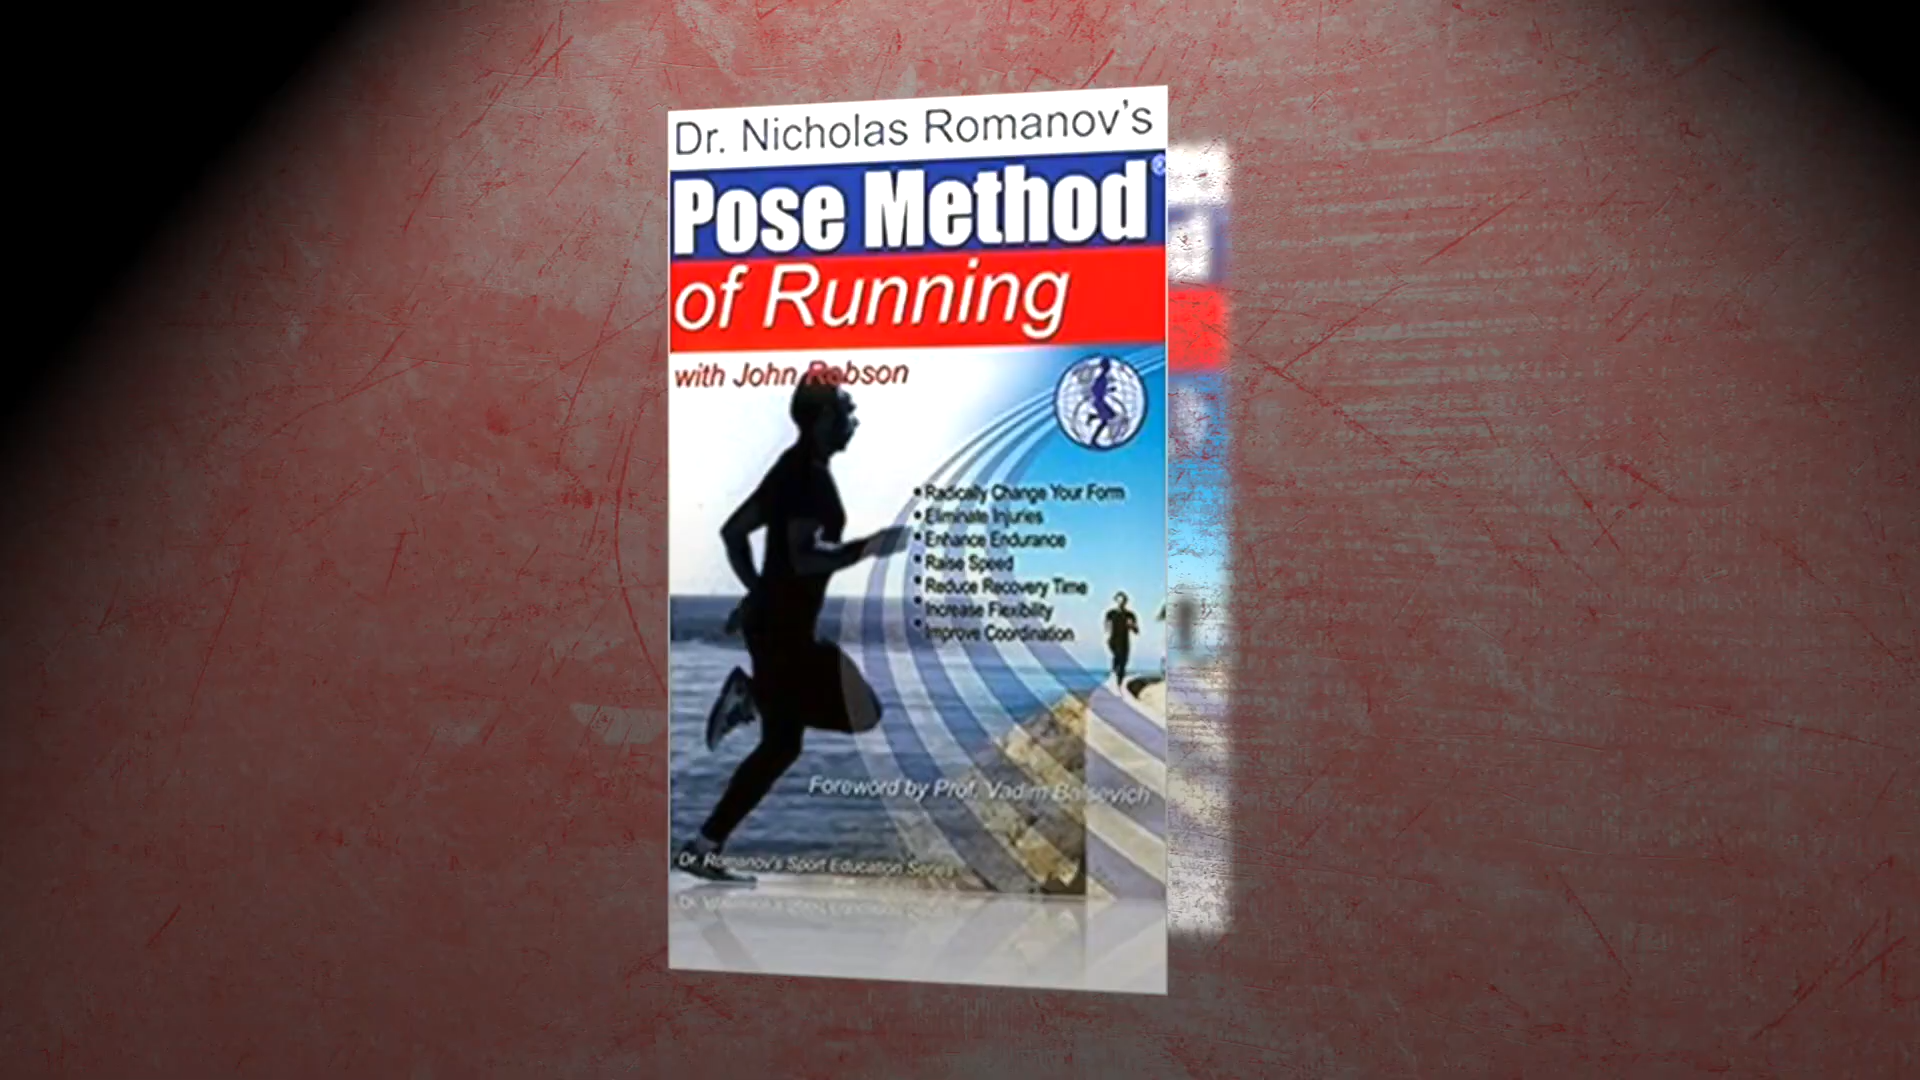 Dr. Nicholas Romanov's
Pose Method®
of Running
with John Robson
• Radically Change Your Form
• Eliminate Injuries
• Enhance Endurance
• Raise Speed
• Reduce Recovery Time
• Increase Flexibility
• Improve Coordination
Foreword by Prof. Vadim Balsevich
Dr. Romanov's Sport Education Series